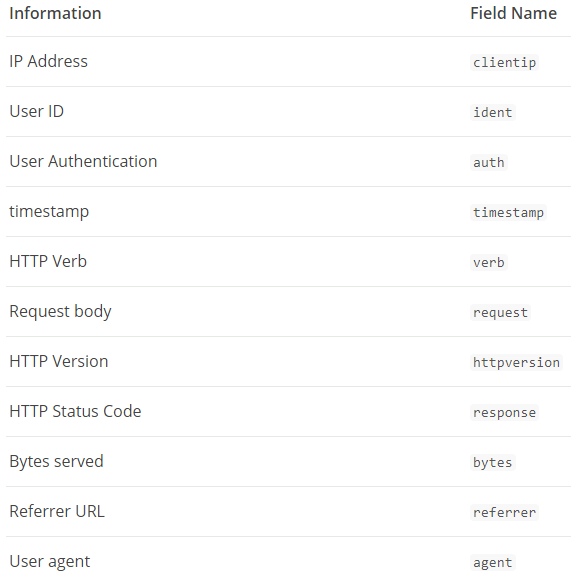 Information Field Name
IP Address clientip
User ID ident
User Authentication auth
timestamp timestamp
HTTP Verb verb
Request body request
HTTP Version httpversion
HTTP Status Code response
Bytes served bytes
Referrer URL referrer
User agent agent